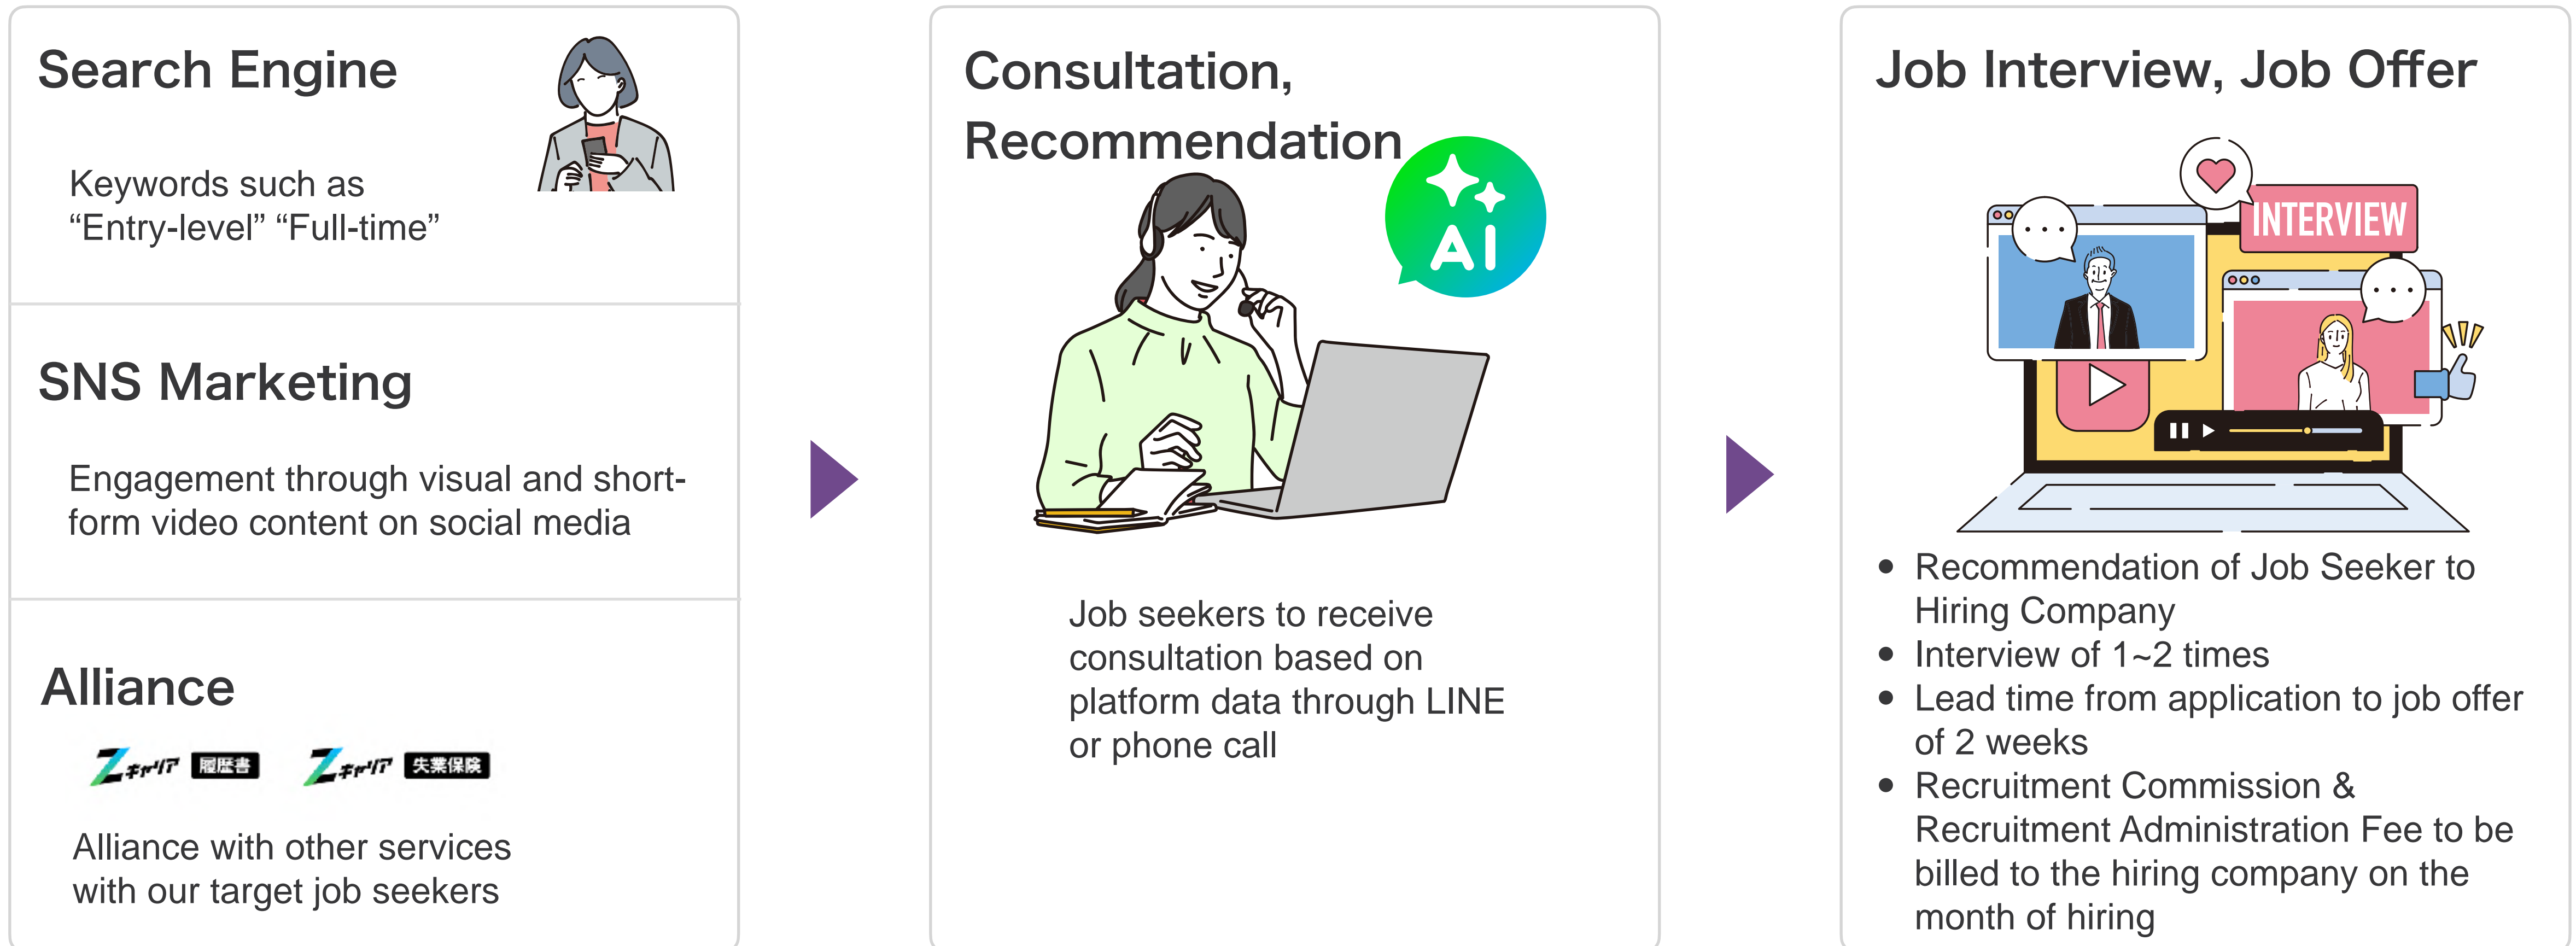 Search Engine
Keywords such as
“Entry-level” “Full-time”
SNS Marketing
Engagement through visual and short-
form video content on social media
Alliance
Zキャリア 履歴書 Zキャリア 失業保険
Alliance with other services
with our target job seekers
Consultation,
Recommendation
AI
Job seekers to receive
consultation based on
platform data through LINE
or phone call
Job Interview, Job Offer
INTERVIEW
• Recommendation of Job Seeker to
Hiring Company
• Interview of 1~2 times
• Lead time from application to job offer
of 2 weeks
• Recruitment Commission &
Recruitment Administration Fee to be
billed to the hiring company on the
month of hiring